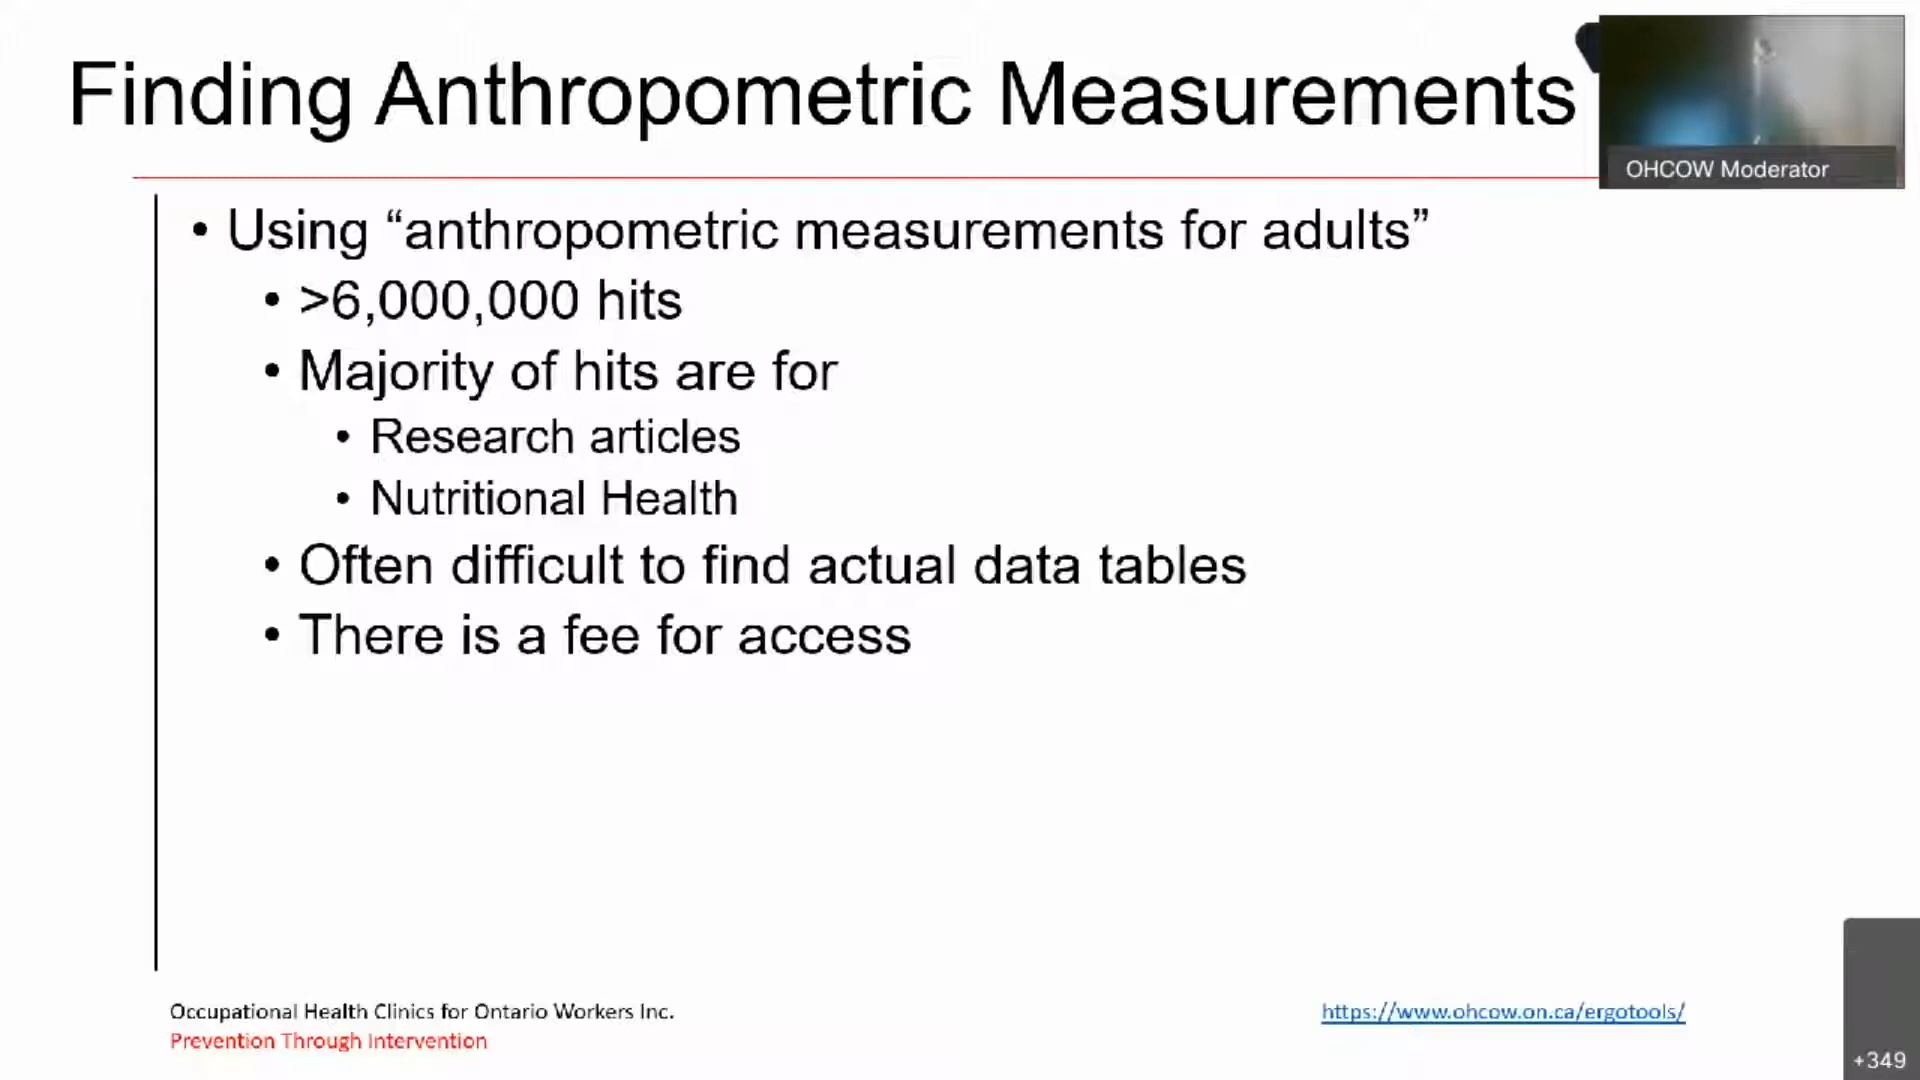 Finding Anthropometric Measurements
OHCOW Moderator
• Using “anthropometric measurements for adults”
• >6,000,000 hits
• Majority of hits are for
• Research articles
• Nutritional Health
• Often difficult to find actual data tables
• There is a fee for access
Occupational Health Clinics for Ontario Workers Inc.
Prevention Through Intervention
https://www.ohcow.on.ca/ergotools/
+349